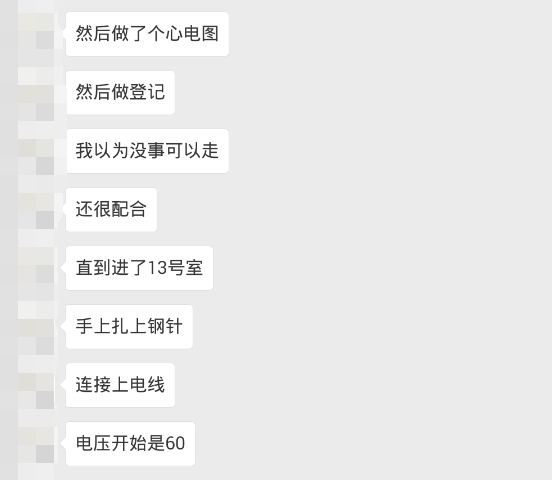 然后做了个心电图
然后做登记
我以为没事可以走
还很配合
直到进了13号室
手上扎上钢针
连接上电线
电压开始是60